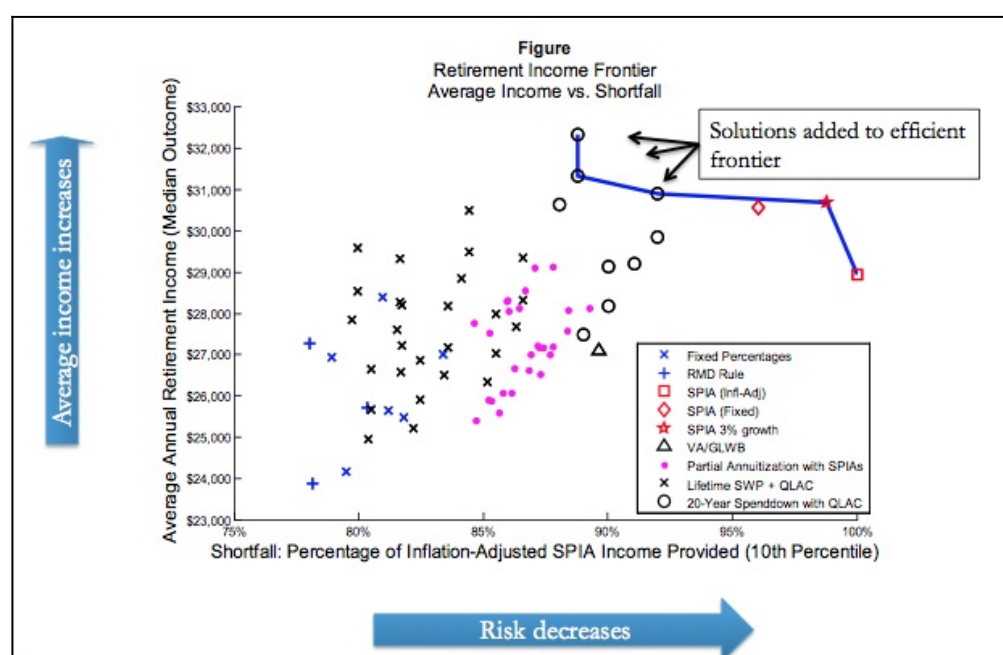 Figure
Retirement Income Frontier
Average Income vs. Shortfall
Average income increases
Average Annual Retirement Income (Median Outcome)
$33,000
$32,000
$31,000
$30,000
$29,000
$28,000
$27,000
$26,000
$25,000
$24,000
$23,000
Solutions added to efficient
frontier
Fixed Percentages
RMD Rule
SPIA (Infl-Adj)
SPIA (Fixed)
SPIA 3% growth
VA/GLWB
Partial Annuitization with SPIAs
Lifetime SWP + QLAC
20-Year Spenddown with QLAC
75%
80%
85%
90%
95%
100%
Shortfall: Percentage of Inflation-Adjusted SPIA Income Provided (10th Percentile)
Risk decreases